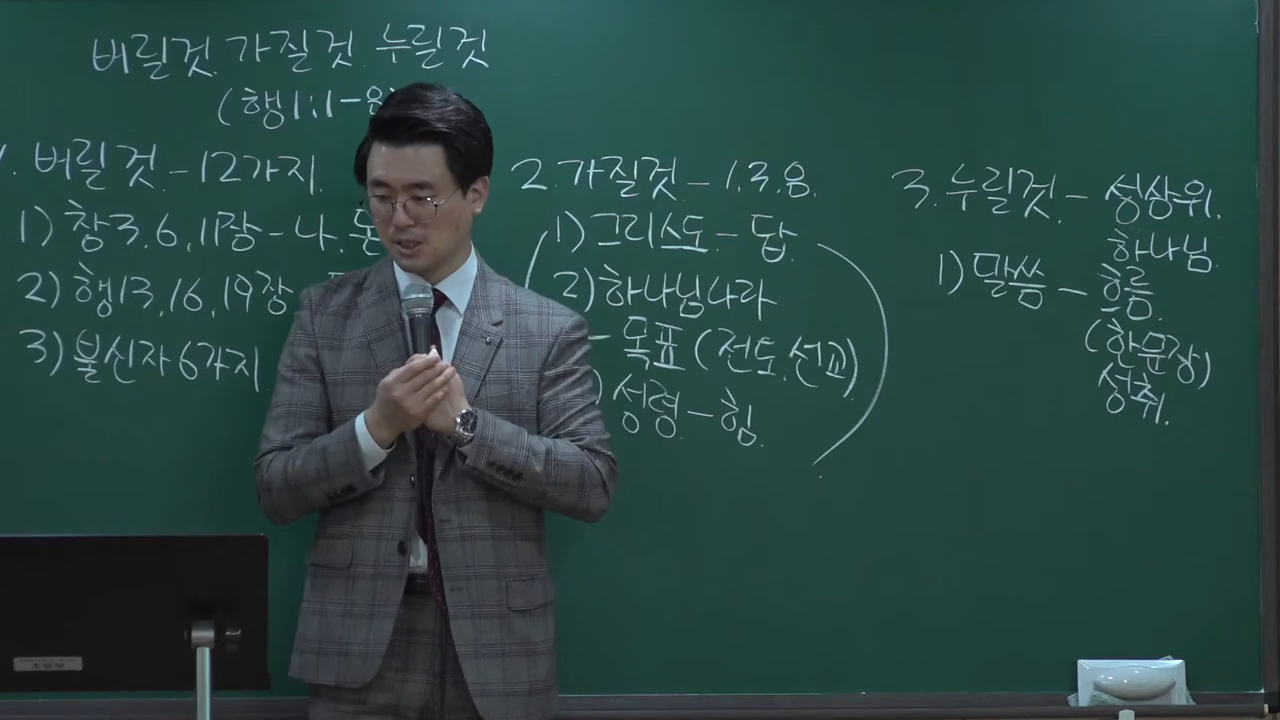 버릴것. 가질것. 누릴것
(행1:1-8)
1. 버릴것. - 12가지.
1) 창3, 6, 11장 - 나, 돈
2) 행13, 16, 19장
3) 불신자 6가지
2. 가질것 - 1.3.8.
1) 그리스도 - 답.
2) 하나님나라
- 목표 (전도, 선교)
) 성령 - 힘.
3. 누릴것. - 성상위.
하나님.
1) 말씀 - 흐름.
(한문장)
성취.